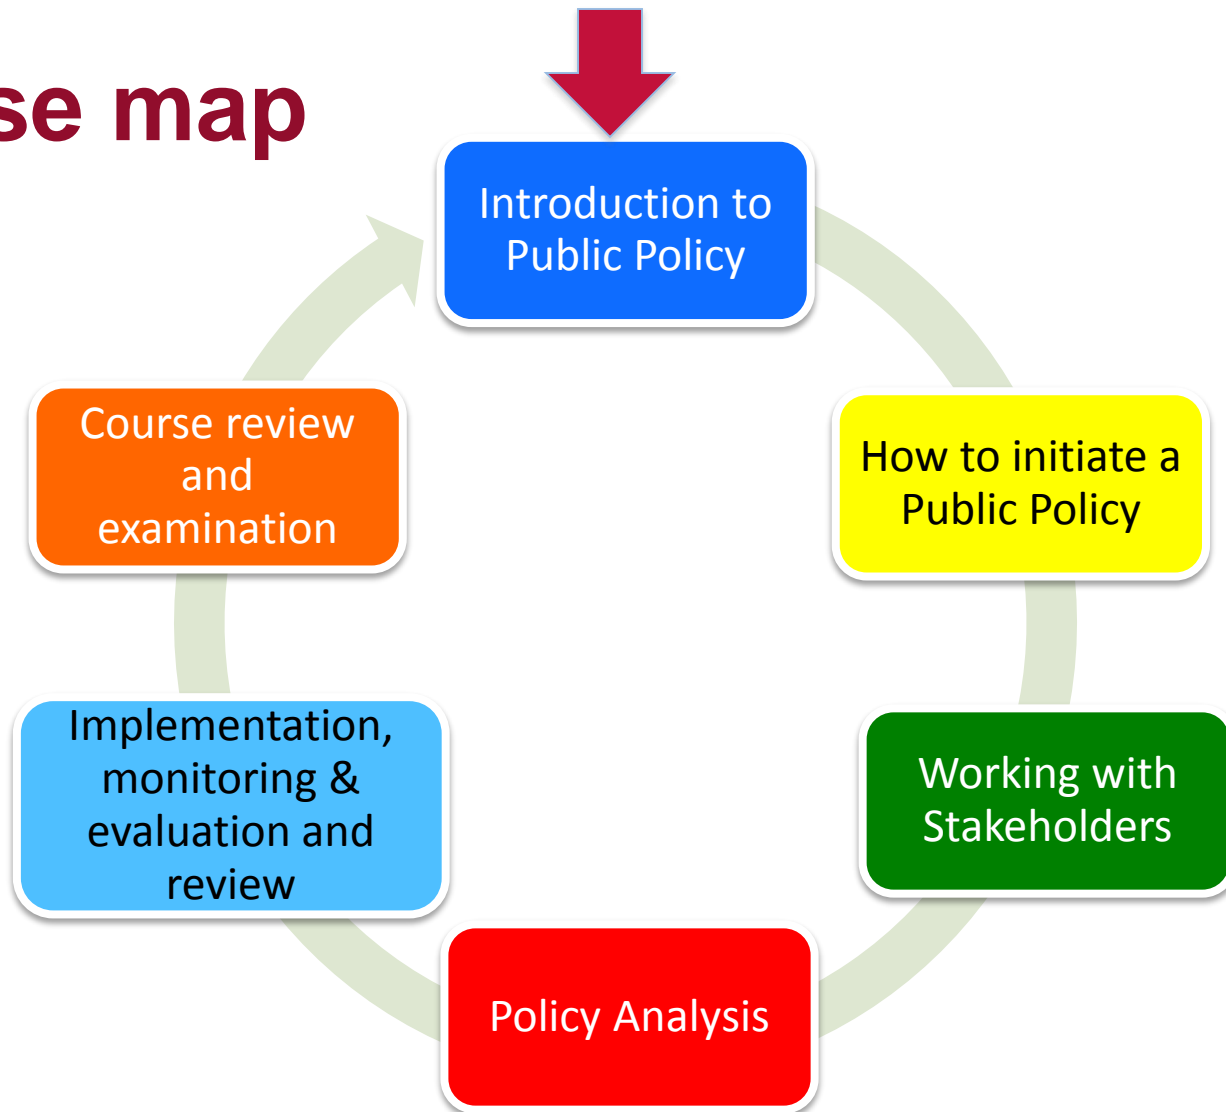 se map
Introduction to
Public Policy
How to initiate a
Public Policy
Working with
Stakeholders
Policy Analysis
Implementation,
monitoring &
evaluation and
review
Course review
and
examination